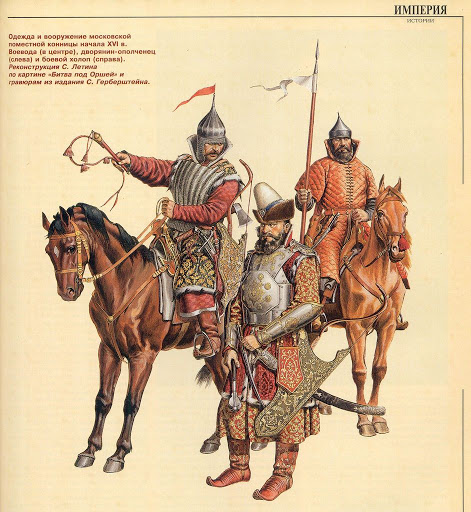 ИМПЕРИЯ
ИСТОРИИ
Одежда и вооружение московской
поместной конницы начала XVI в.
Воевода (в центре), дворянин-ополченец
(слева) и боевой холоп (справа).
Реконструкция С. Летина
по картине «Битва под Оршей» и
гравюрам из издания С. Герберштейна.